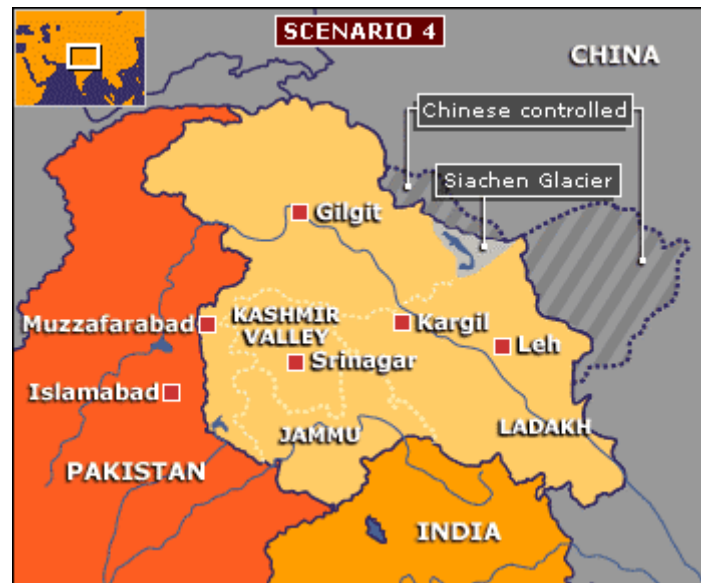 SCENARIO 4
CHINA
Chinese controlled
Siachen Glacier
Gilgit
Muzzafarabad
KASHMIR
VALLEY
Kargil
Leh
Srinagar
Islamabad
JAMMU
LADAKH
PAKISTAN
INDIA